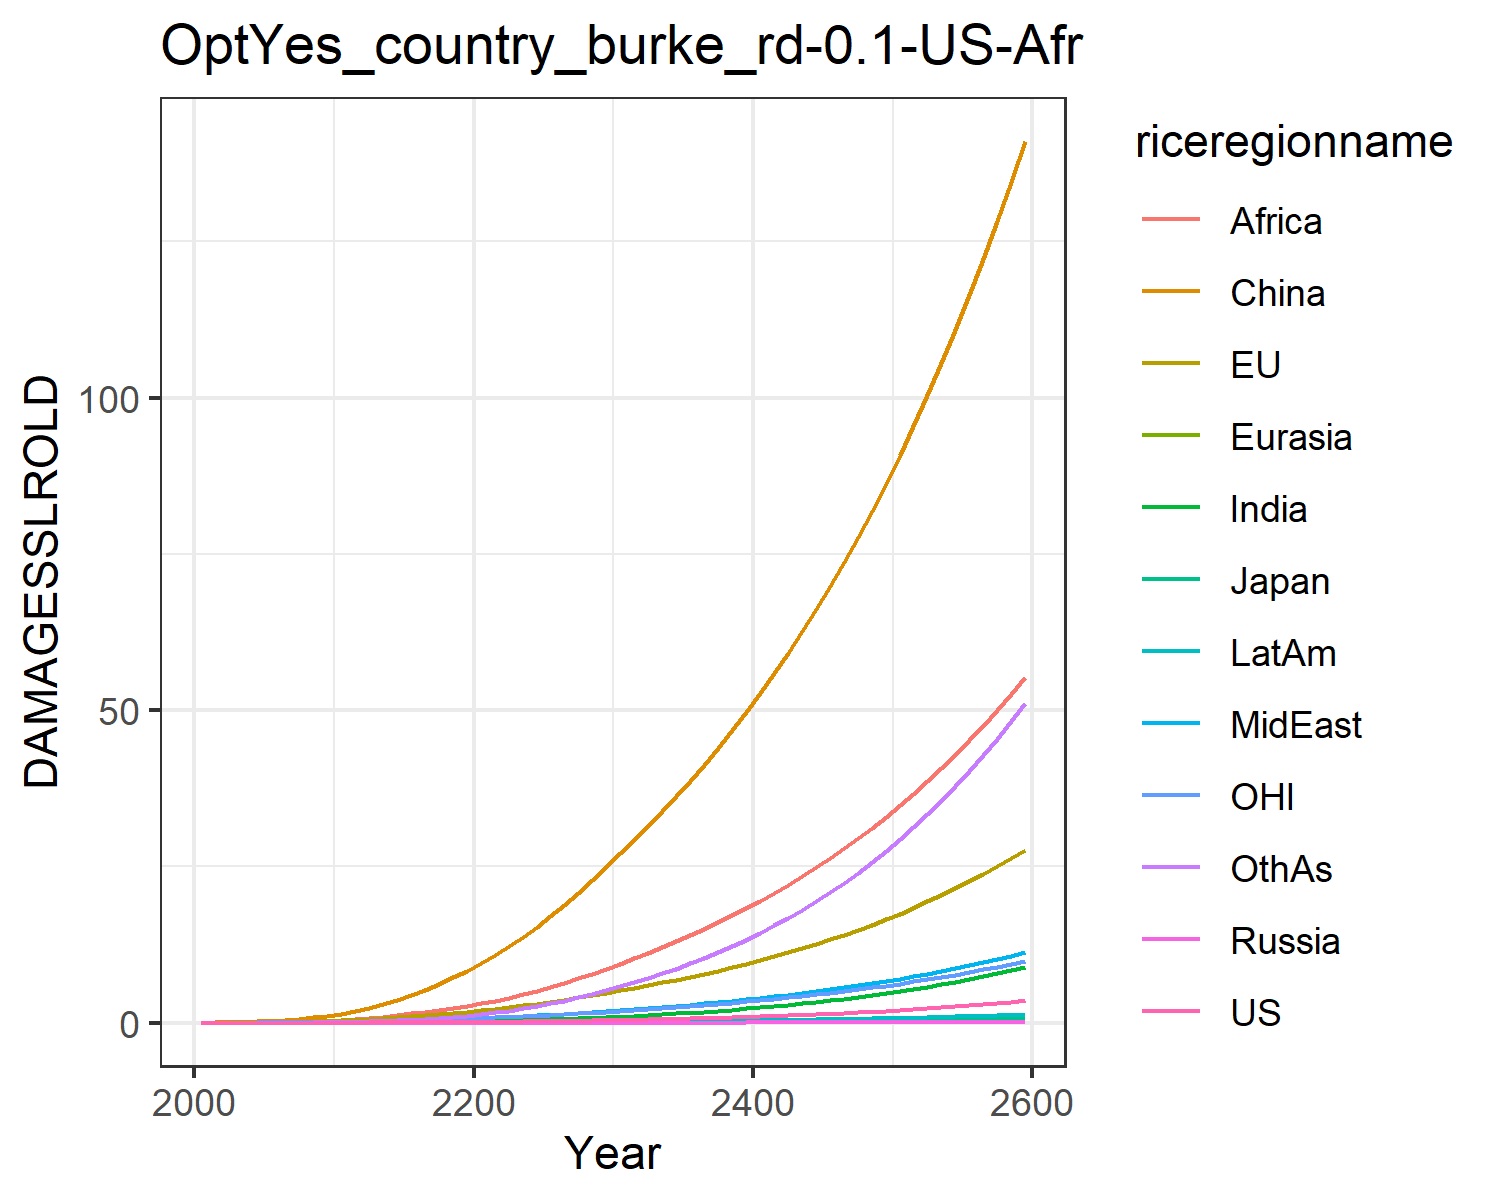 OptYes_country_burke_rd-0.1-US-Afr
DAMAGESSLROLD
100
50
0
2000
2200
2400
2600
Year
riceregionname
Africa
China
EU
Eurasia
India
Japan
LatAm
MidEast
OHI
OthAs
Russia
US